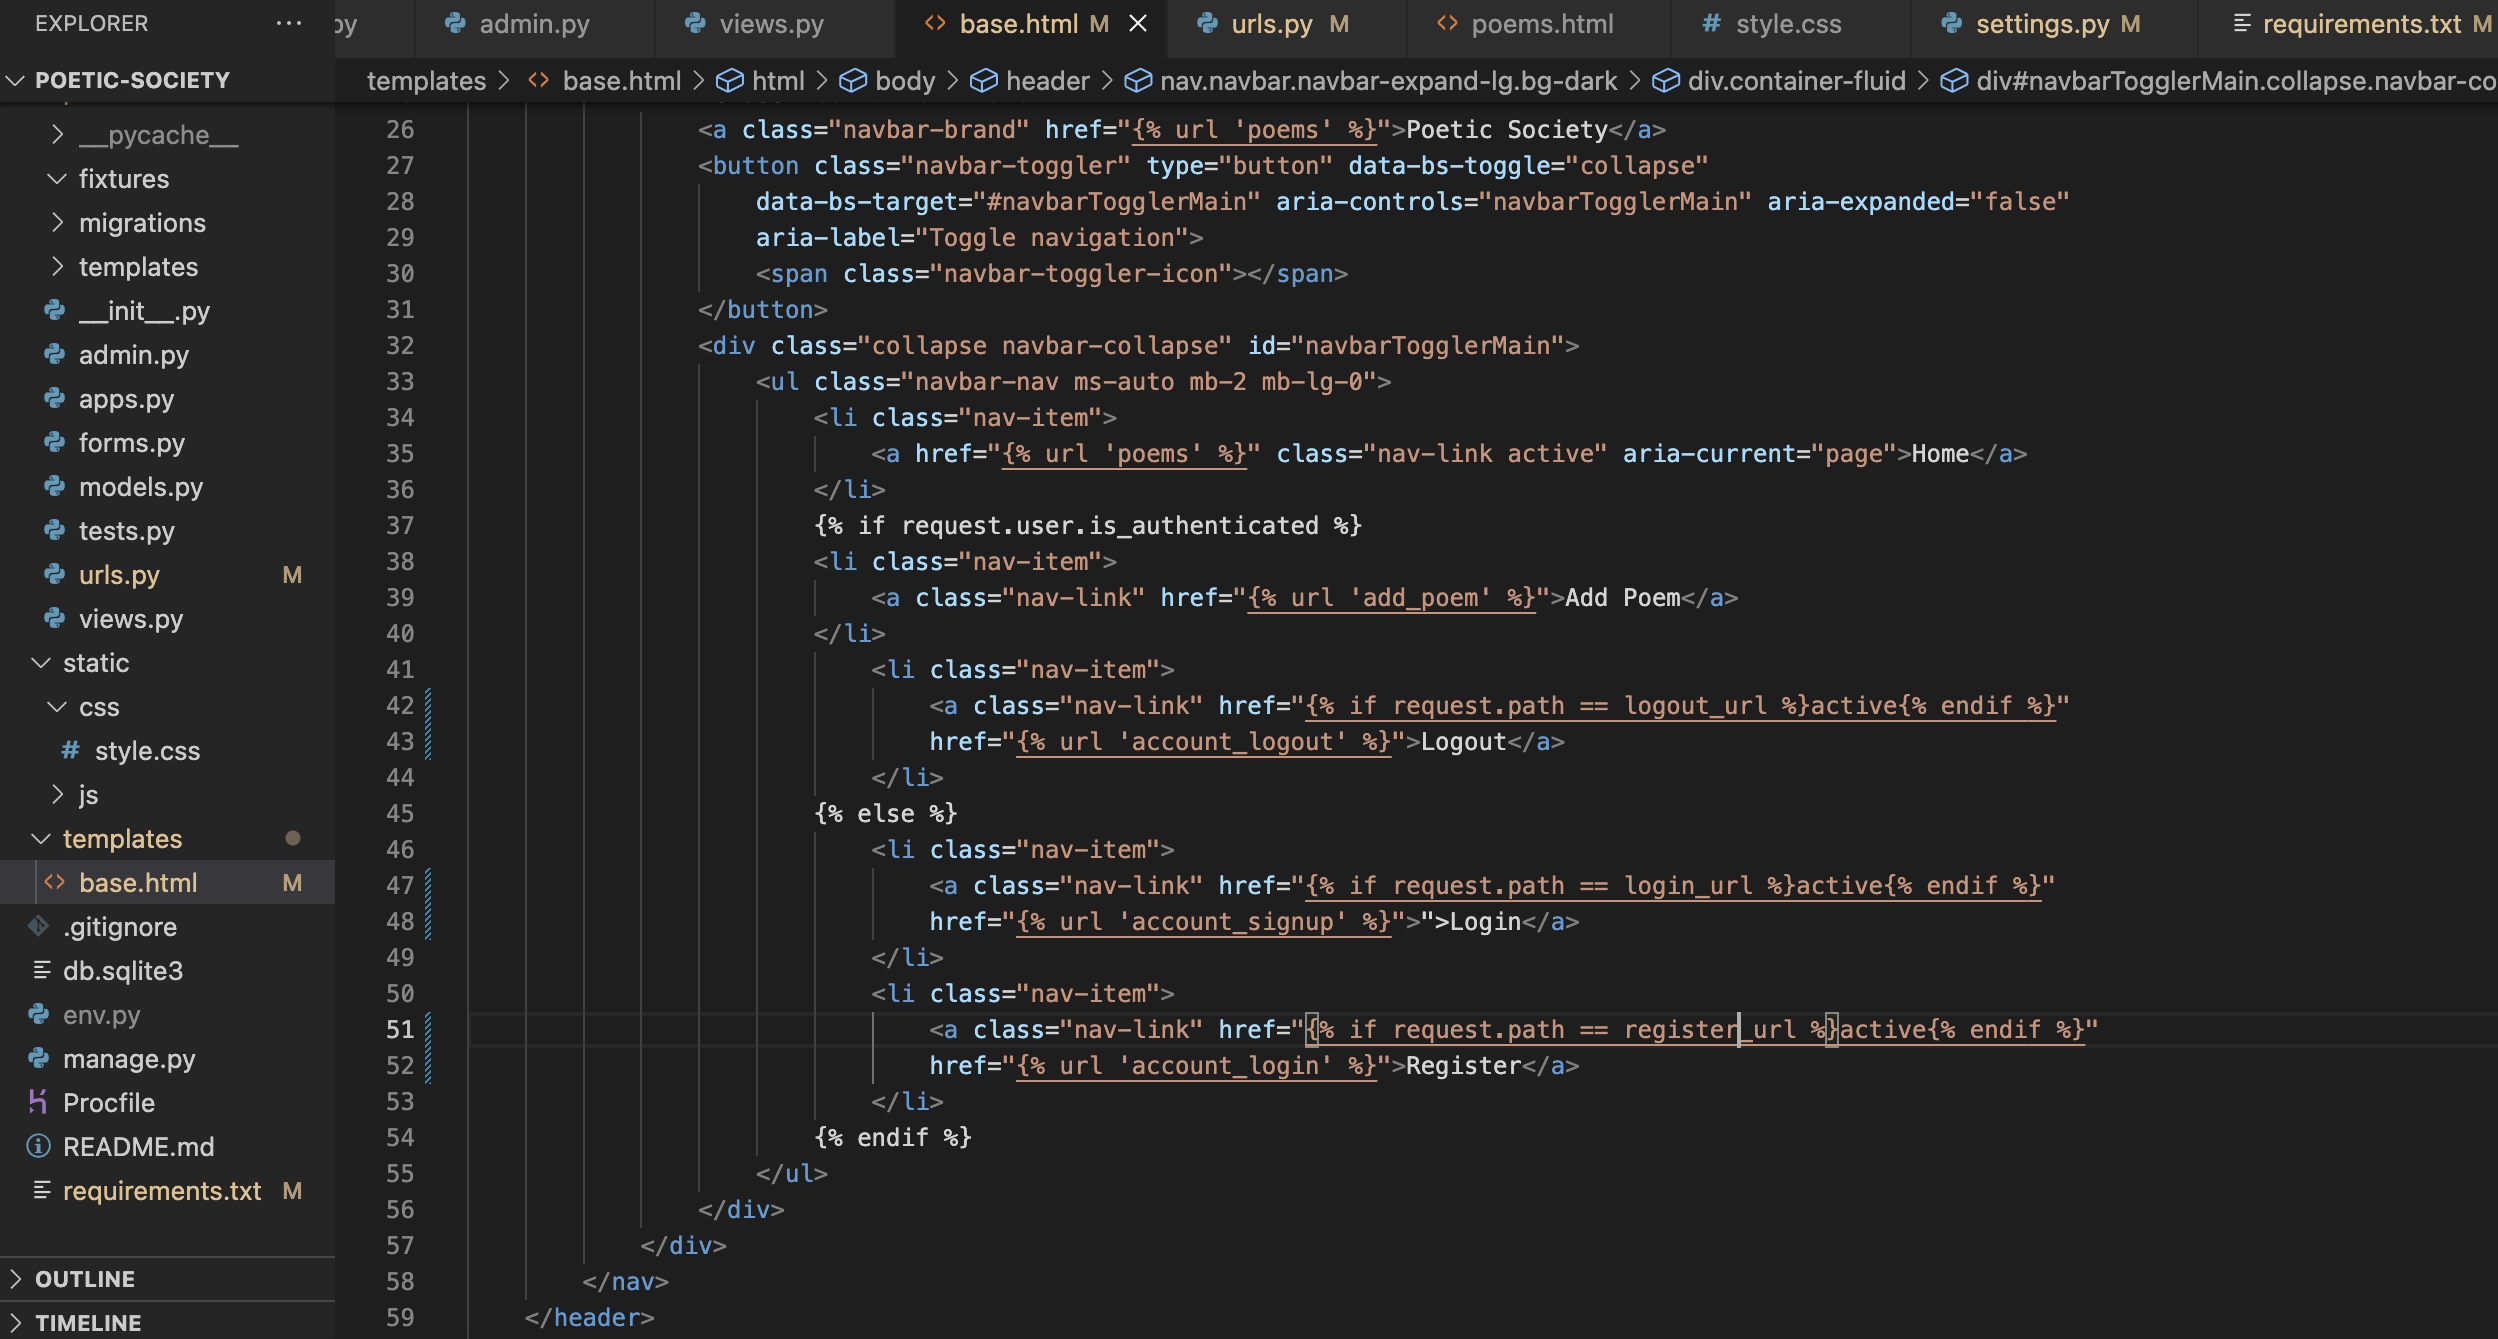 EXPLORER ···
POETIC-SOCIETY
__pycache__
fixtures
migrations
templates
__init__.py
admin.py
apps.py
forms.py
models.py
tests.py
urls.py M
views.py
static
css
# style.css
js
templates
base.html M
.gitignore
db.sqlite3
env.py
manage.py
Procfile
README.md
requirements.txt M
OUTLINE
TIMELINE
py admin.py views.py <> base.html M × urls.py M <> poems.html # style.css settings.py M requirements.txt M
templates > <> base.html > html > body > header > nav.navbar.navbar-expand-lg.bg-dark > div.container-fluid > div#navbarTogglerMain.collapse.navbar-co
26 <a class="navbar-brand" href="{% url 'poems' %}">Poetic Society</a>
27 <button class="navbar-toggler" type="button" data-bs-toggle="collapse"
28 data-bs-target="#navbarTogglerMain" aria-controls="navbarTogglerMain" aria-expanded="false"
29 aria-label="Toggle navigation">
30 <span class="navbar-toggler-icon"></span>
31 </button>
32 <div class="collapse navbar-collapse" id="navbarTogglerMain">
33 <ul class="navbar-nav ms-auto mb-2 mb-lg-0">
34 <li class="nav-item">
35 <a href="{% url 'poems' %}" class="nav-link active" aria-current="page">Home</a>
36 </li>
37 {% if request.user.is_authenticated %}
38 <li class="nav-item">
39 <a class="nav-link" href="{% url 'add_poem' %}">Add Poem</a>
40 </li>
41 <li class="nav-item">
42 <a class="nav-link" href="{% if request.path == logout_url %}active{% endif %}"
43 href="{% url 'account_logout' %}">Logout</a>
44 </li>
45 {% else %}
46 <li class="nav-item">
47 <a class="nav-link" href="{% if request.path == login_url %}active{% endif %}"
48 href="{% url 'account_signup' %}">">Login</a>
49 </li>
50 <li class="nav-item">
51 <a class="nav-link" href="{% if request.path == register_url %}active{% endif %}"
52 href="{% url 'account_login' %}">Register</a>
53 </li>
54 {% endif %}
55 </ul>
56 </div>
57 </div>
58 </nav>
59 </header>